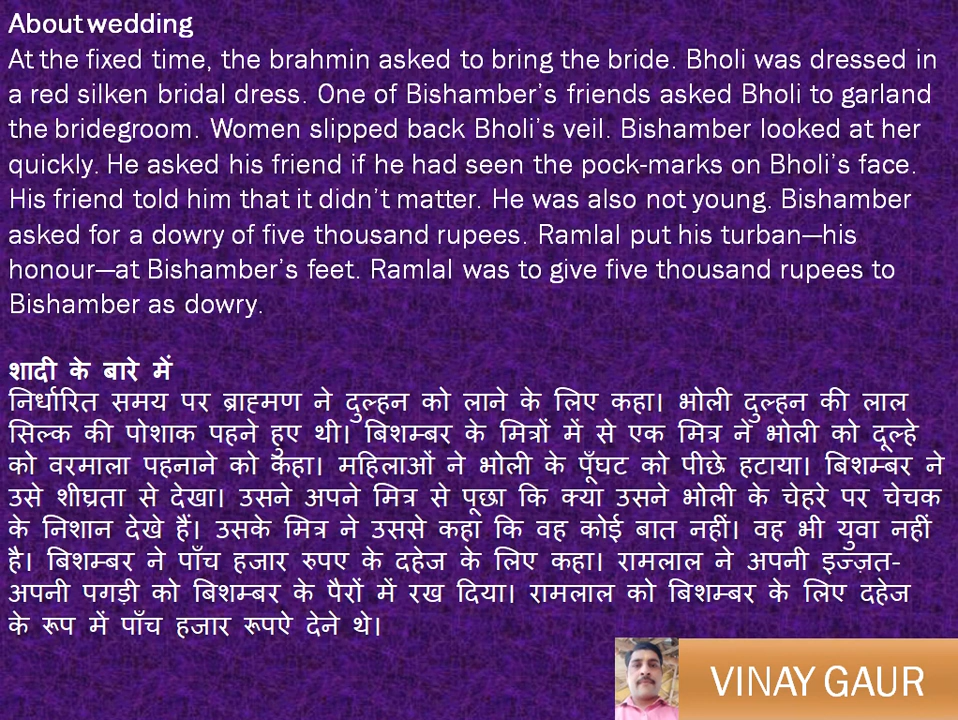 About wedding
At the fixed time, the brahmin asked to bring the bride. Bholi was dressed in
a red silken bridal dress. One of Bishamber's friends asked Bholi to garland
the bridegroom. Women slipped back Bholi's veil. Bishamber looked at her
quickly. He asked his friend if he had seen the pock-marks on Bholi's face.
His friend told him that it didn't matter. He was also not young. Bishamber
asked for a dowry of five thousand rupees. Ramlal put his turban—his
honour—at Bishamber's feet. Ramlal was to give five thousand rupees to
Bishamber as dowry.
शादी के बारे में
निर्धारित समय पर ब्राह्मण ने दुल्हन को लाने के लिए कहा। भोली दुल्हन की लाल
सिल्क की पोशाक पहने हुए थी। बिशम्बर के मित्रों में से एक मित्र ने भोली को दूल्हे
को वरमाला पहनाने को कहा। महिलाओं ने भोली के पूँघट को पीछे हटाया। बिशम्बर ने
उसे शीघ्रता से देखा। उसने अपने मित्र से पूछा कि क्या उसने भोली के चेहरे पर चेचक
के निशान देखे हैं। उसके मित्र ने उससे कहा कि वह कोई बात नहीं। वह भी युवा नहीं
है। बिशम्बर ने पाँच हजार रुपए के दहेज के लिए कहा। रामलाल ने अपनी इज्ज़त-
अपनी पगड़ी को बिशम्बर के पैरों में रख दिया। रामलाल को बिशम्बर के लिए दहेज
के रूप में पाँच हजार रूपऐ देने थे।
VINAY GAUR